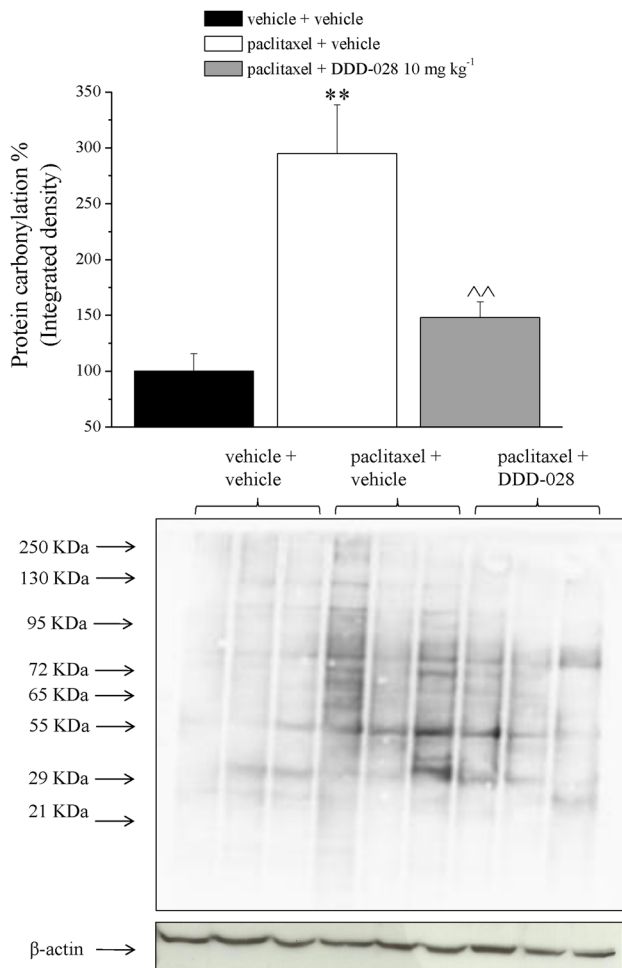 vehicle + vehicle
paclitaxel + vehicle
paclitaxel + DDD-028 10 mg kg⁻¹
Protein carbonylation %
(Integrated density)
350
300
250
200
150
100
50
**
^^
vehicle +
vehicle
paclitaxel +
vehicle
paclitaxel +
DDD-028
250 KDa
130 KDa
95 KDa
72 KDa
65 KDa
55 KDa
29 KDa
21 KDa
β-actin